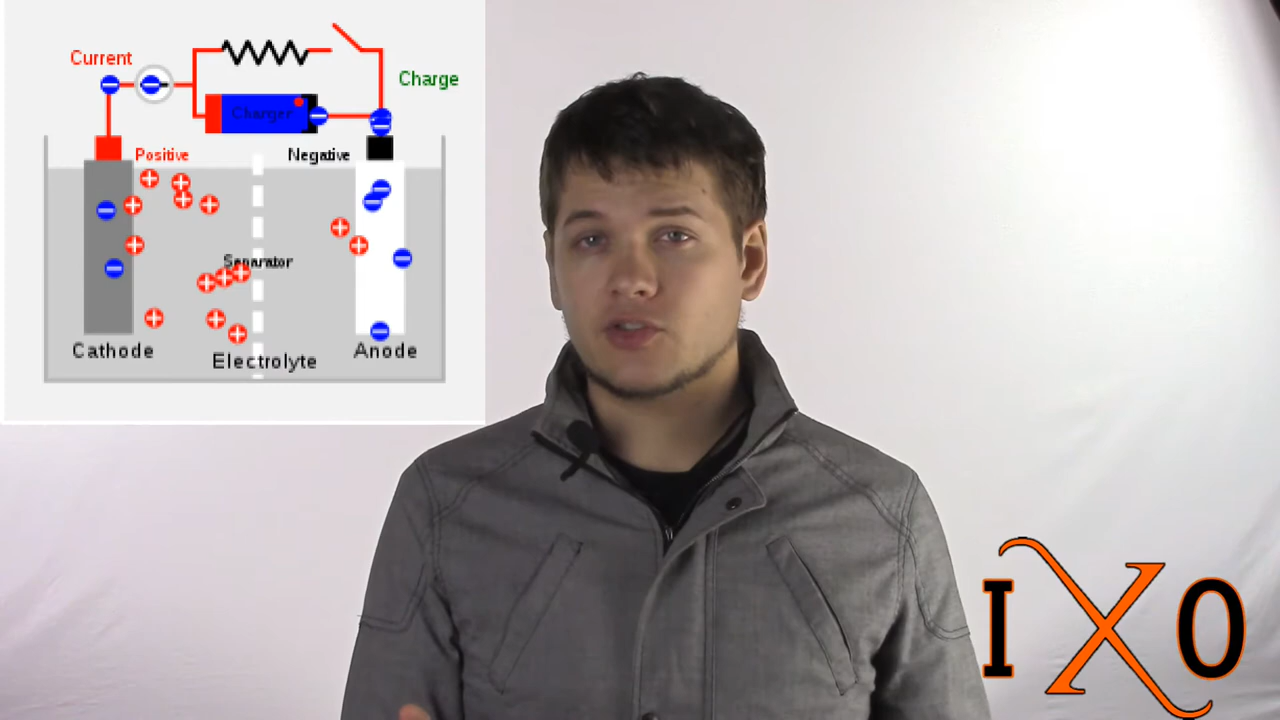 Current
Charge
Charger
Positive
Negative
Separator
Cathode
Electrolyte
Anode
IXO